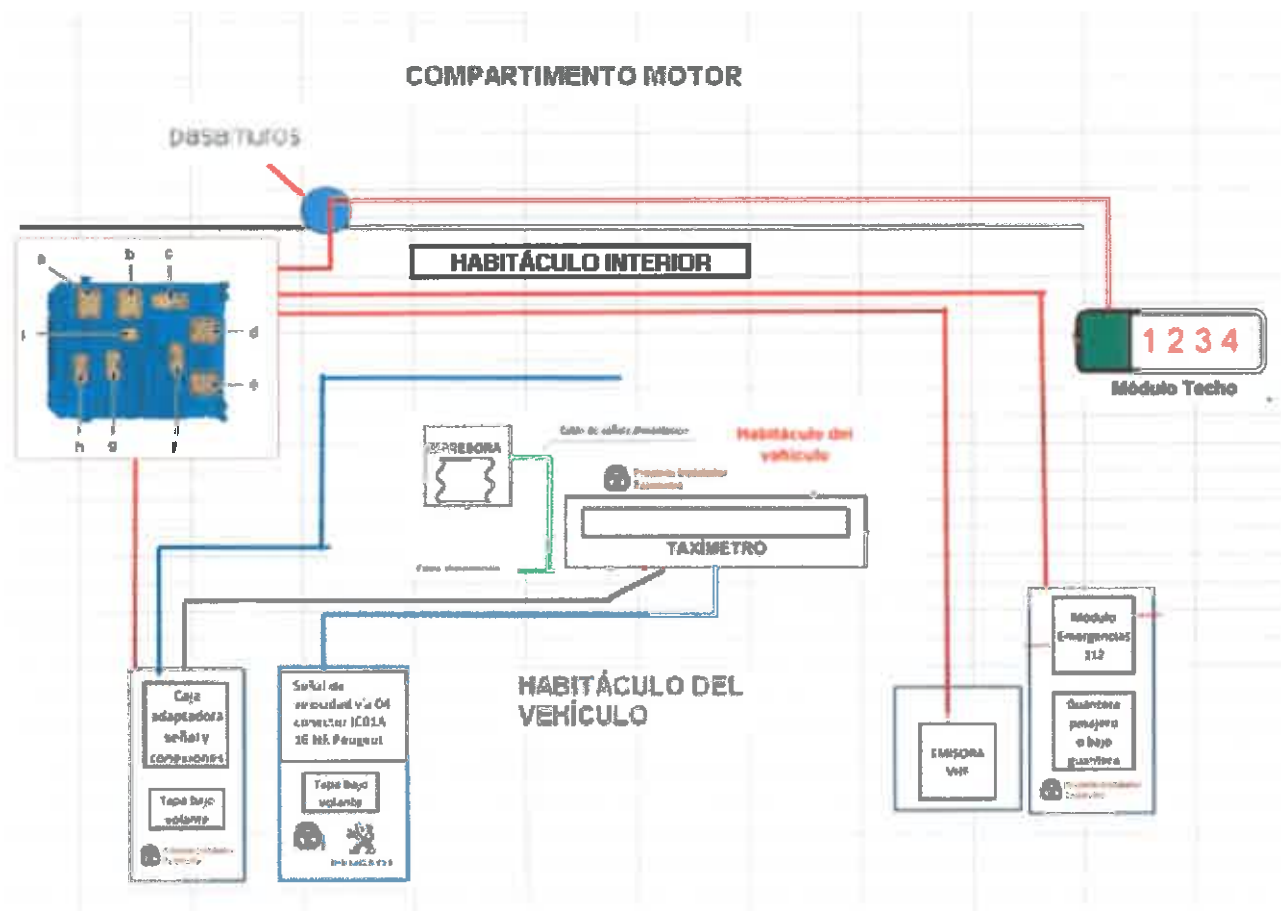 COMPARTIMENTO MOTOR
pasamuros
HABITÁCULO INTERIOR
a
b
c
d
e
h
g
f
1 2 3 4
Módulo Techo
IMPRESORA
Habitáculo del
vehículo
TAXÍMETRO
Caja
adaptadora
señal y
conexiones
Tapa bajo
volante
Señal de
velocidad vía
conector IC01A
16 Peugeot
Tapa bajo
volante
HABITÁCULO DEL
VEHÍCULO
EMISORA
VHF
Módulo
Emergencias
112
Guantera
pasajero
o bajo
guantera